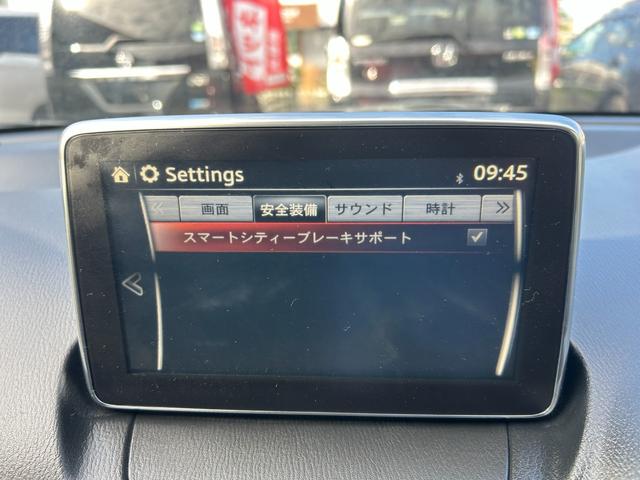 Settings 09:45
画面 安全装備 サウンド 時計
スマートシティーブレーキサポート